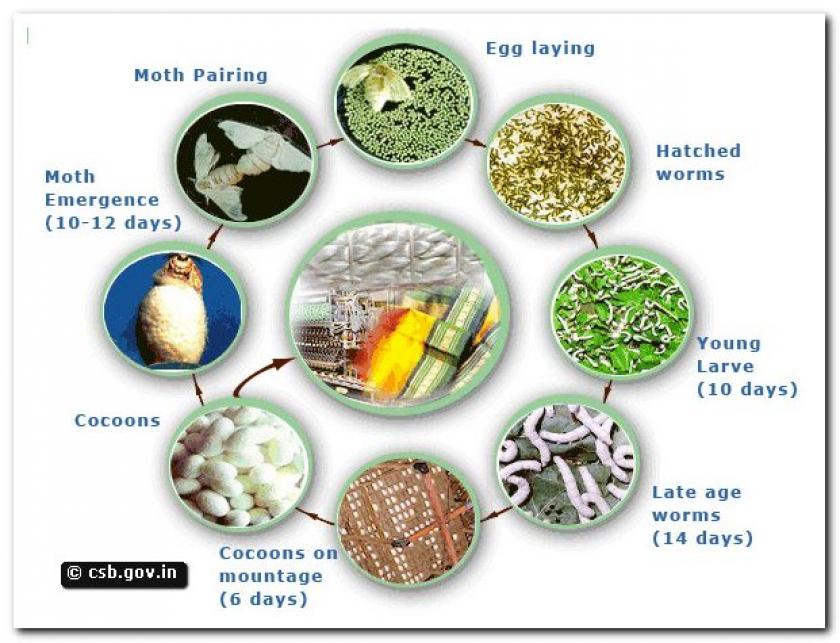 Egg laying
Moth Pairing
Hatched
worms
Moth
Emergence
(10-12 days)
Young
Larve
(10 days)
Cocoons
Late age
worms
(14 days)
Cocoons on
mountage
(6 days)
© csb.gov.in